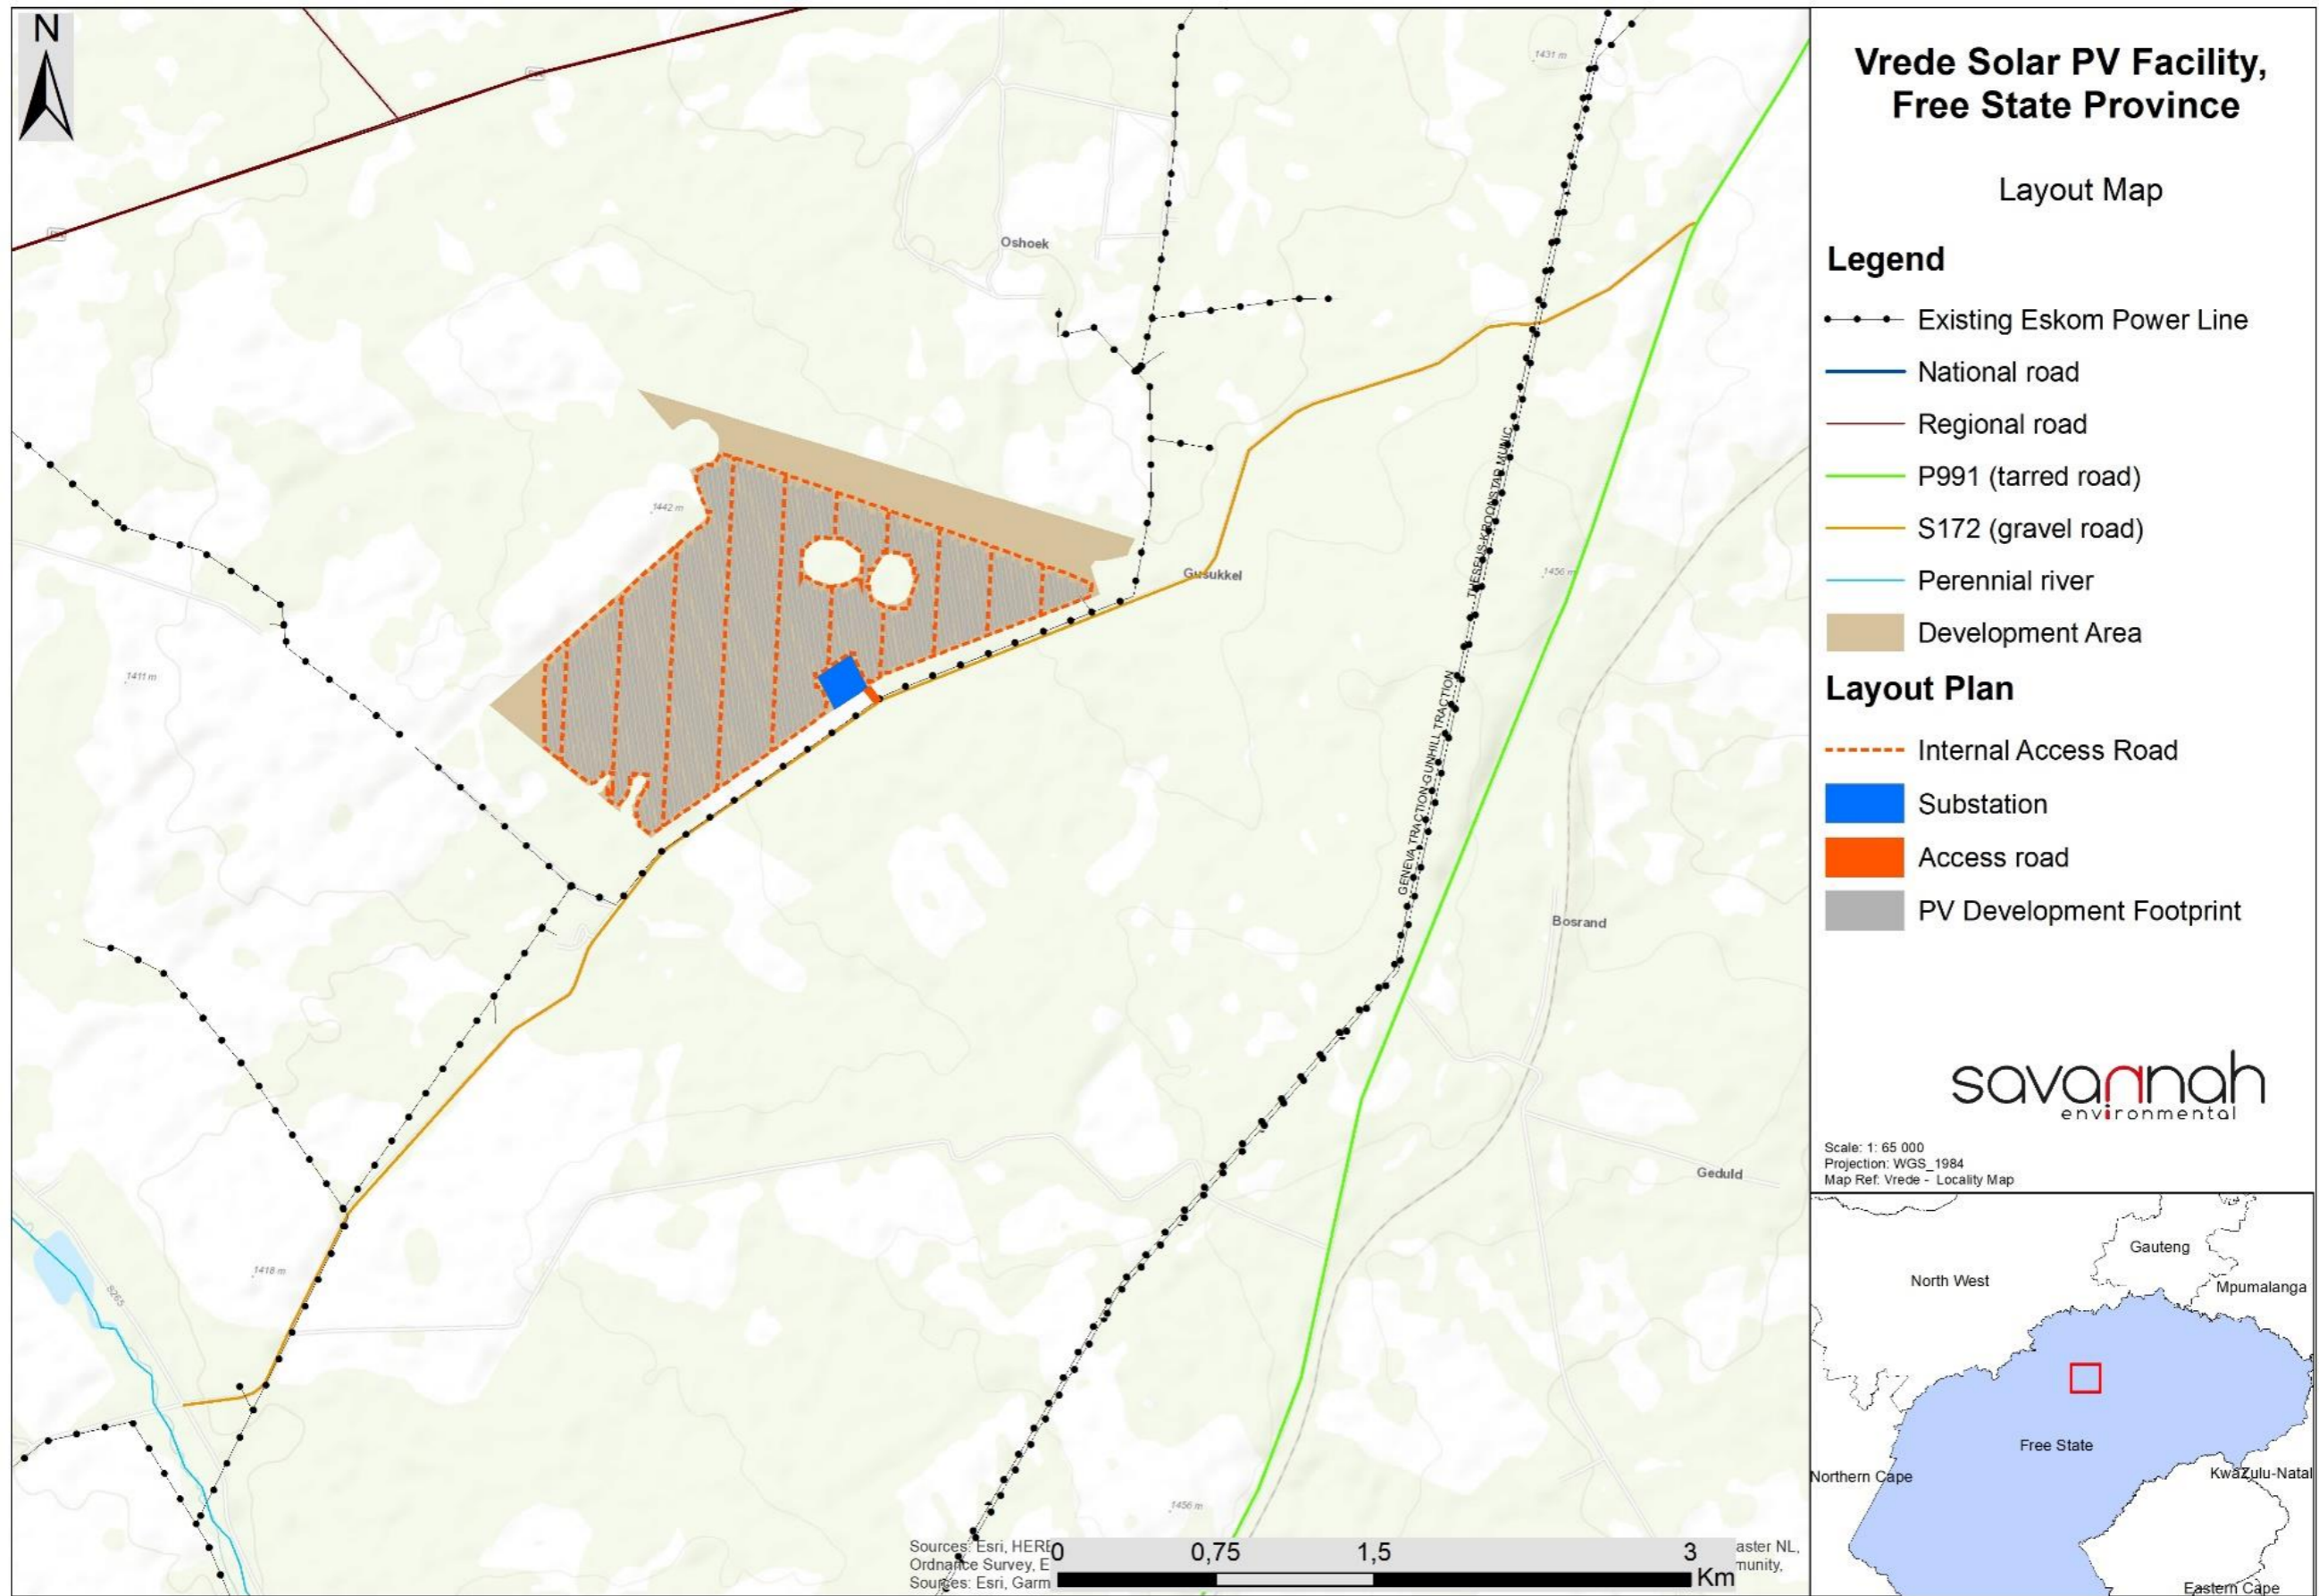 N
1431 m
Oshoek
1442 m
Gusukkel
1456 m
THESEUS-KROONSTAD MUNIC
1411 m
GENEVA TRACTION-GUNHILL TRACTION
Bosrand
Geduld
1418 m
S265
1456 m
Sources: Esri, HERE
Ordnance Survey, E
Sources: Esri, Garm
aster NL,
munity,
0 0,75 1,5 3
Km
Vrede Solar PV Facility,
Free State Province
Layout Map
Legend
Existing Eskom Power Line
National road
Regional road
P991 (tarred road)
S172 (gravel road)
Perennial river
Development Area
Layout Plan
Internal Access Road
Substation
Access road
PV Development Footprint
savannah
environmental
Scale: 1: 65 000
Projection: WGS_1984
Map Ref: Vrede - Locality Map
Gauteng
North West
Mpumalanga
Free State
Northern Cape
KwaZulu-Natal
Eastern Cape